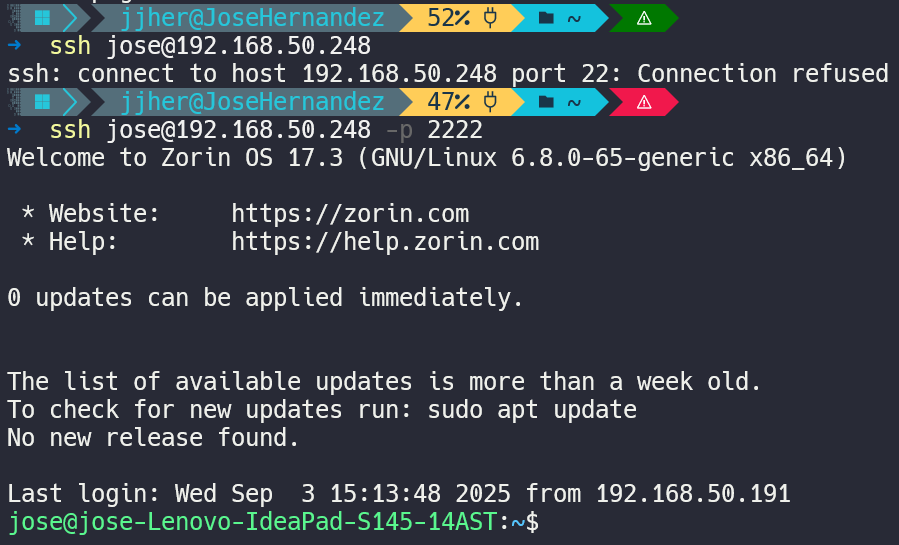 jjher@JoseHernandez 52% ~
→ ssh jose@192.168.50.248
ssh: connect to host 192.168.50.248 port 22: Connection refused
jjher@JoseHernandez 47% ~
→ ssh jose@192.168.50.248 -p 2222
Welcome to Zorin OS 17.3 (GNU/Linux 6.8.0-65-generic x86_64)

 * Website:     https://zorin.com
 * Help:        https://help.zorin.com

0 updates can be applied immediately.


The list of available updates is more than a week old.
To check for new updates run: sudo apt update
No new release found.

Last login: Wed Sep  3 15:13:48 2025 from 192.168.50.191
jose@jose-Lenovo-IdeaPad-S145-14AST:~$